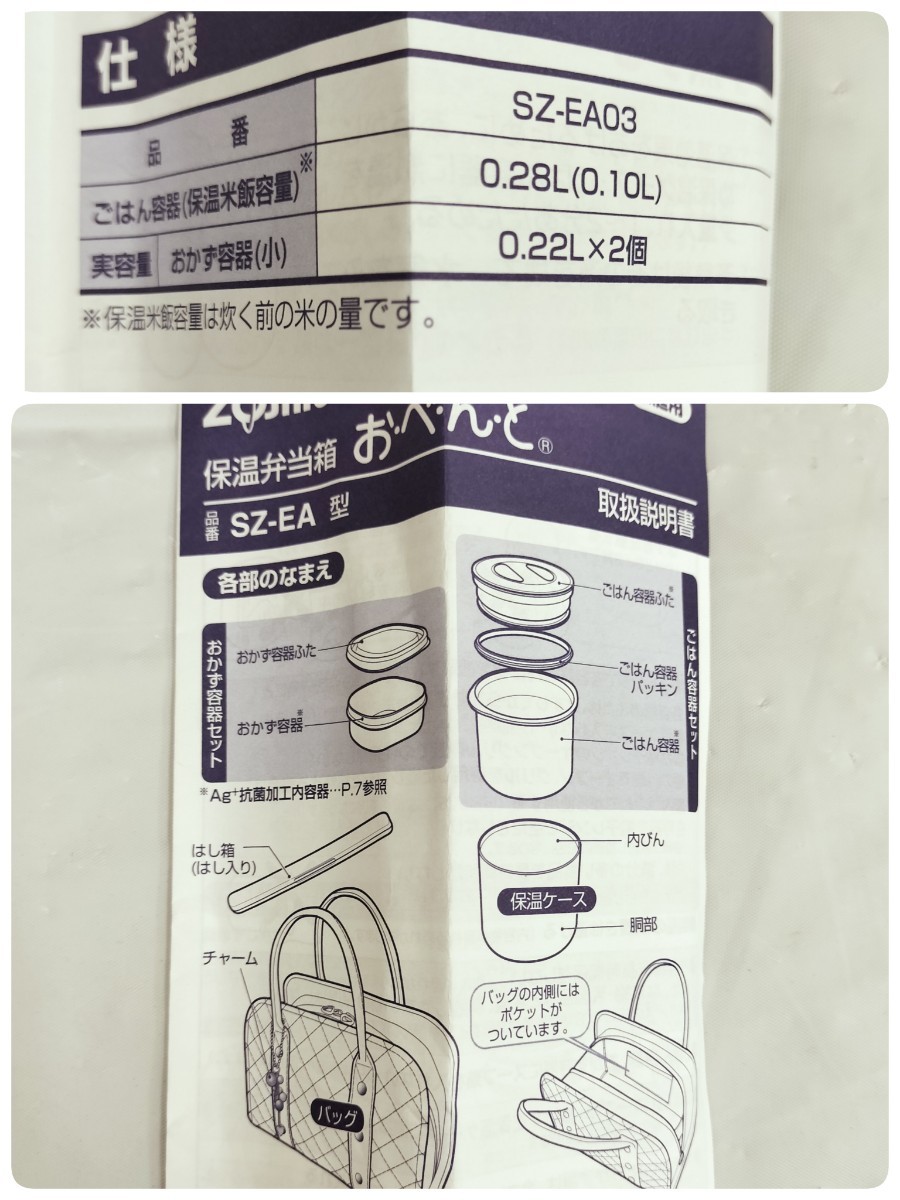 仕様
品番 SZ-EA03
ごはん容器(保温米飯容量)※ 0.28L(0.10L)
実容量 おかず容器(小) 0.22L×2個
※保温米飯容量は炊く前の米の量です。
保温弁当箱 お・べ・ん・と®
品番 SZ-EA 型
取扱説明書
各部のなまえ
おかず容器セット
おかず容器ふた
おかず容器※
※Ag⁺抗菌加工内容器…P.7参照
はし箱
(はし入り)
チャーム
バッグ
ごはん容器セット
ごはん容器ふた※
ごはん容器
パッキン
ごはん容器※
内びん
保温ケース
胴部
バッグの内側には
ポケットが
ついています。